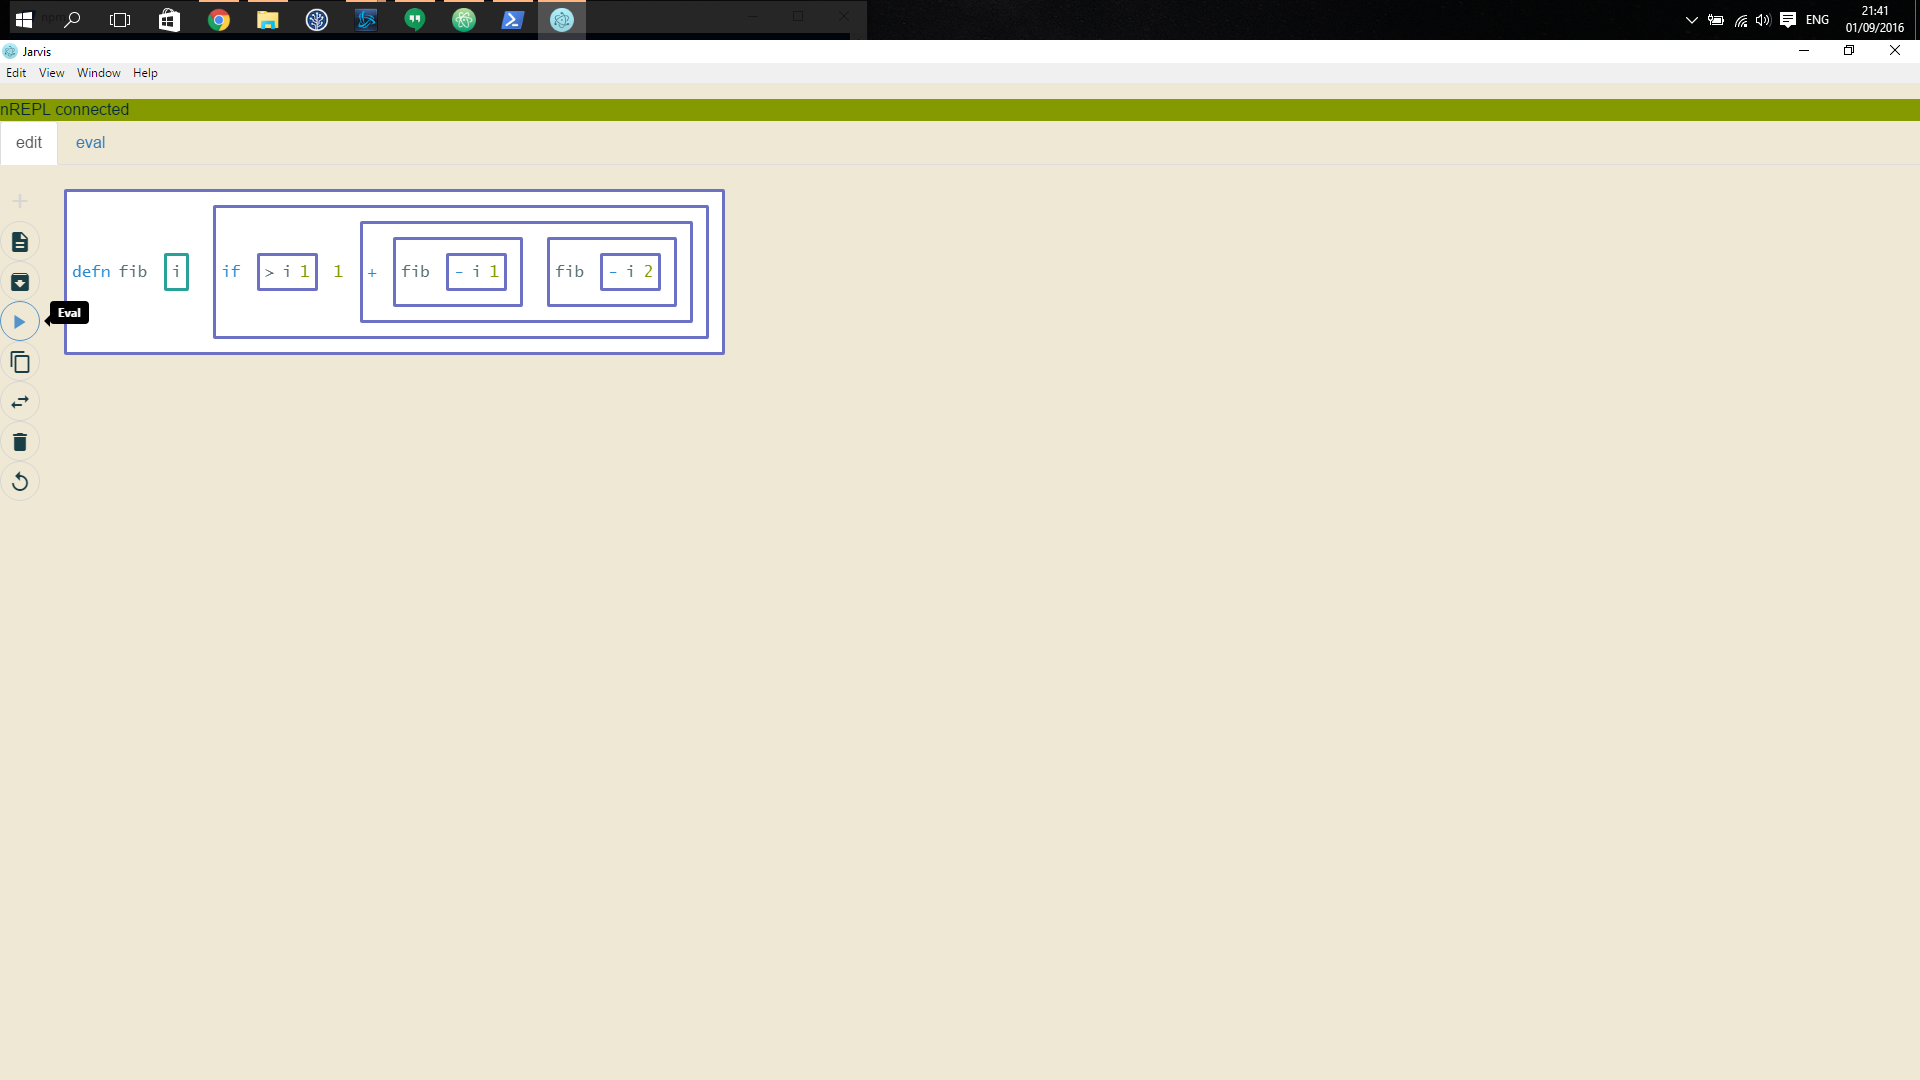 npm
21:41
ENG
01/09/2016
Jarvis
Edit View Window Help
nREPL connected
edit eval
defn fib i if > i 1 1 + fib - i 1 fib - i 2
Eval